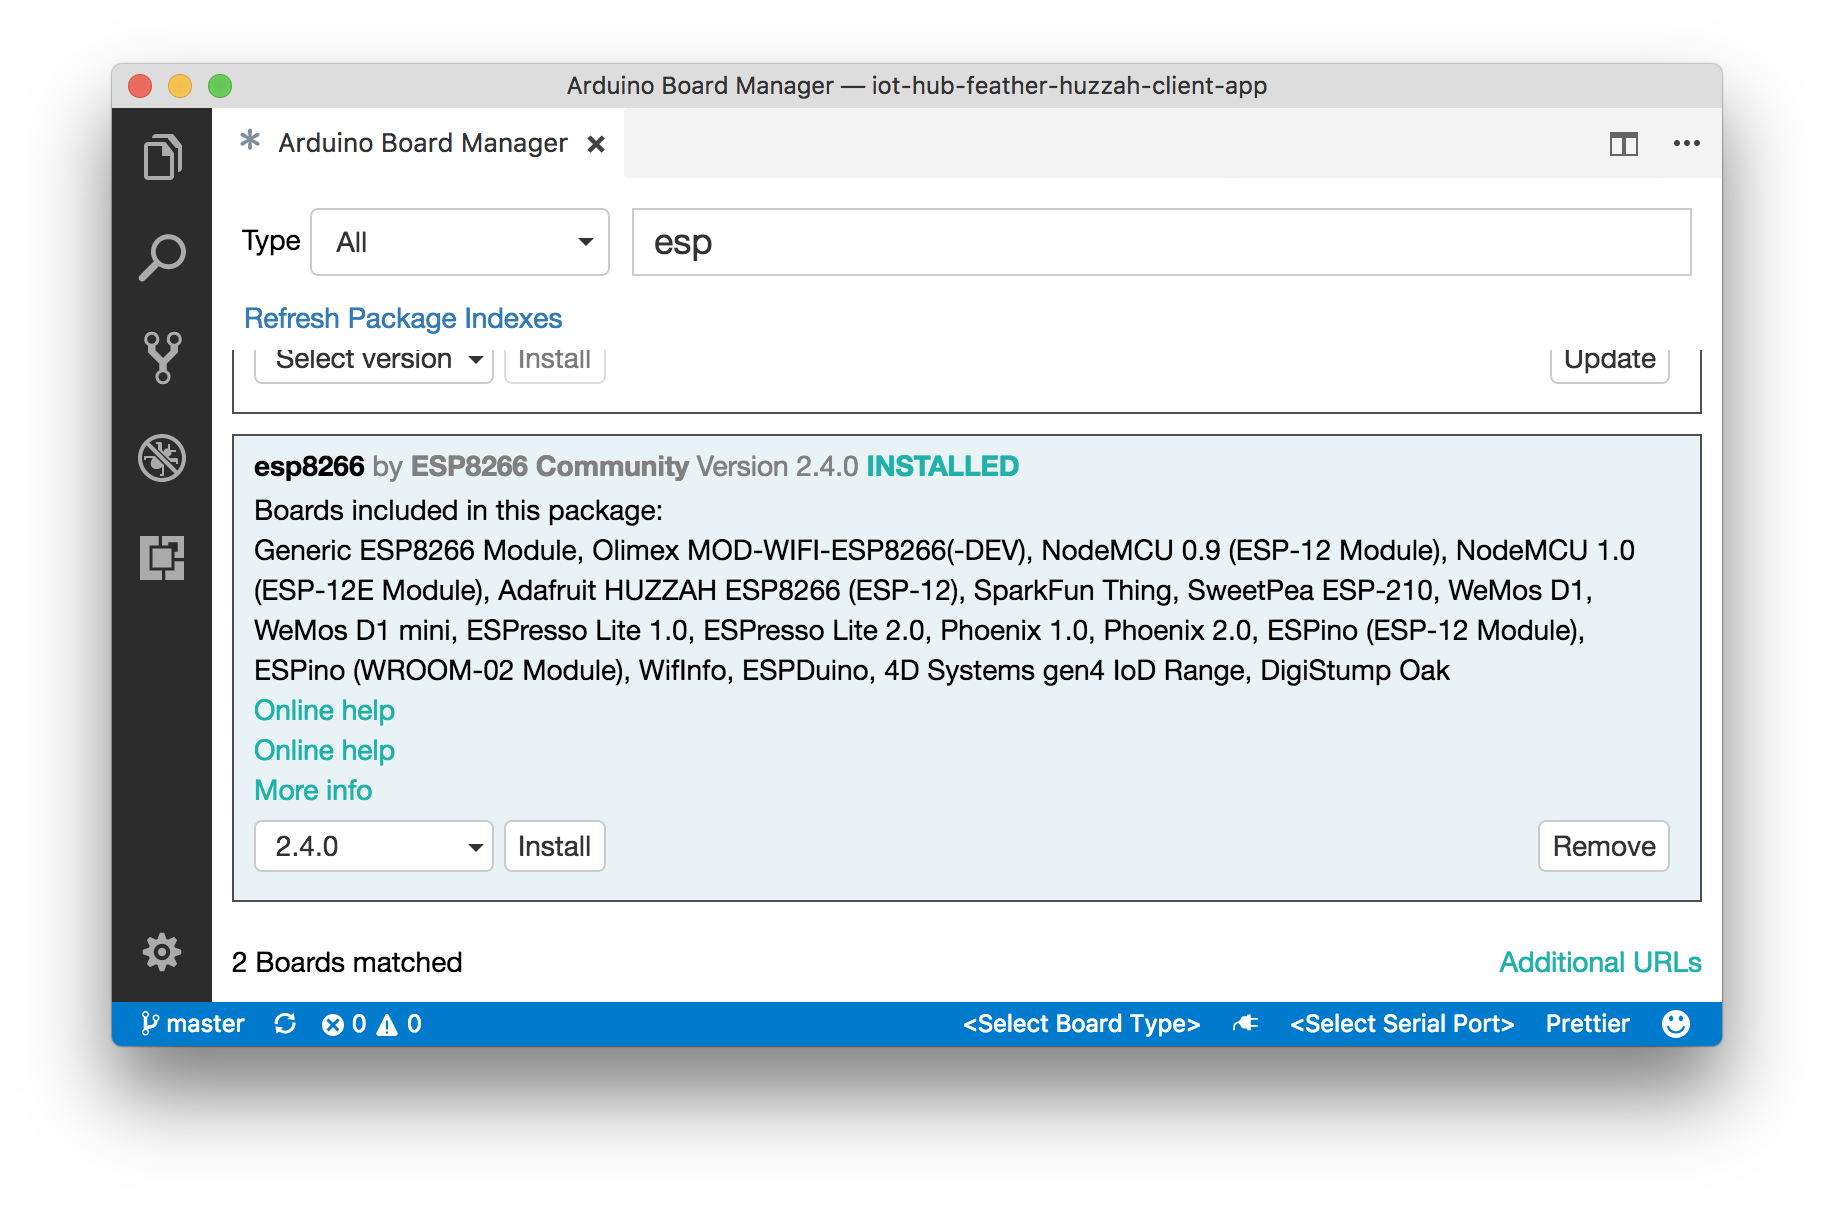 Arduino Board Manager — iot-hub-feather-huzzah-client-app
Arduino Board Manager
Type All esp
Refresh Package Indexes
Select version Install Update
esp8266 by ESP8266 Community Version 2.4.0 INSTALLED
Boards included in this package:
Generic ESP8266 Module, Olimex MOD-WIFI-ESP8266(-DEV), NodeMCU 0.9 (ESP-12 Module), NodeMCU 1.0
(ESP-12E Module), Adafruit HUZZAH ESP8266 (ESP-12), SparkFun Thing, SweetPea ESP-210, WeMos D1,
WeMos D1 mini, ESPresso Lite 1.0, ESPresso Lite 2.0, Phoenix 1.0, Phoenix 2.0, ESPino (ESP-12 Module),
ESPino (WROOM-02 Module), WifInfo, ESPDuino, 4D Systems gen4 IoD Range, DigiStump Oak
Online help
Online help
More info
2.4.0 Install Remove
2 Boards matched Additional URLs
master 0 0 <Select Board Type> <Select Serial Port> Prettier